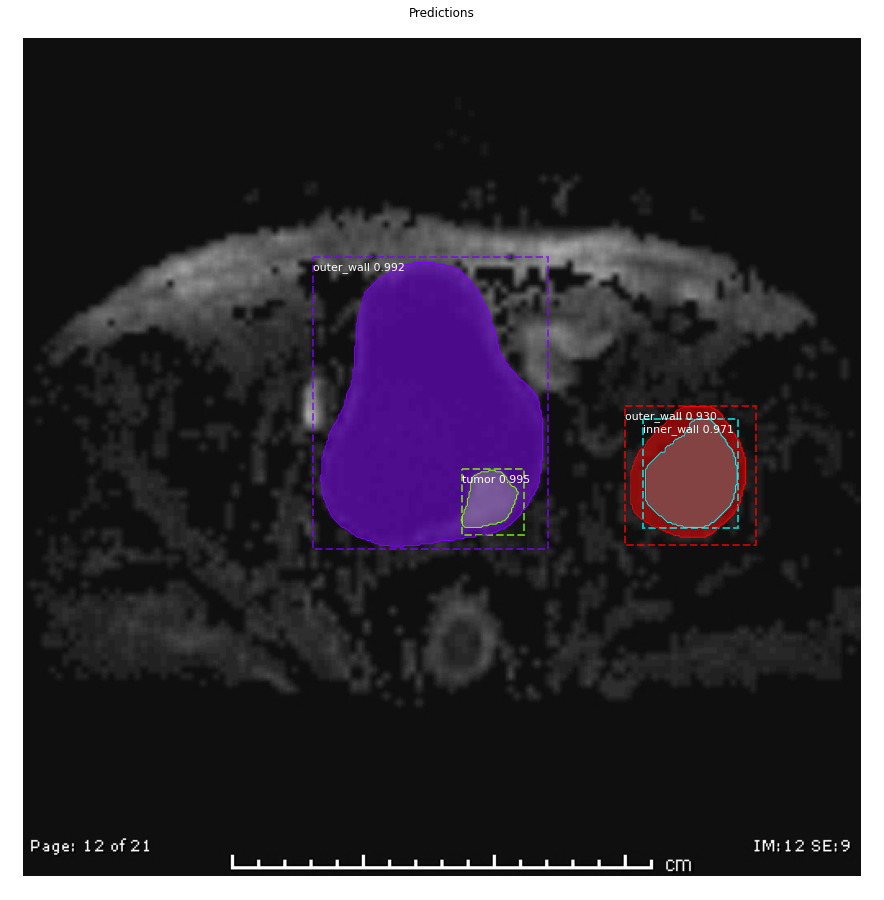 Predictions
outer_wall 0.992
outer_wall 0.930
inner_wall 0.971
tumor 0.995
Page: 12 of 21
IM:12 SE:9
cm